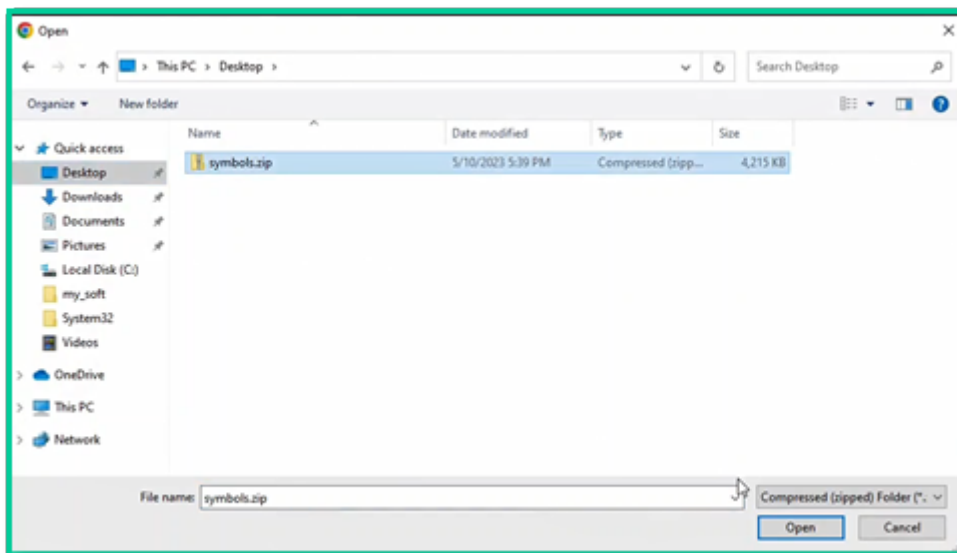 Open
This PC > Desktop >
Search Desktop
Organize
New folder
Name
Date modified
Type
Size
symbols.zip
5/10/2023 5:39 PM
Compressed (zipp...
4,215 KB
Quick access
Desktop
Downloads
Documents
Pictures
Local Disk (C:)
my_soft
System32
Videos
OneDrive
This PC
Network
File name: symbols.zip
Compressed (zipped) Folder (*.
Open
Cancel